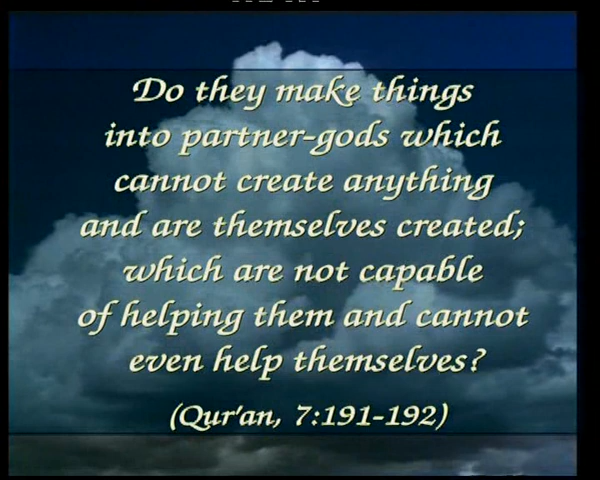 Do they make things
into partner-gods which
cannot create anything
and are themselves created;
which are not capable
of helping them and cannot
even help themselves?
(Qur'an, 7:191-192)